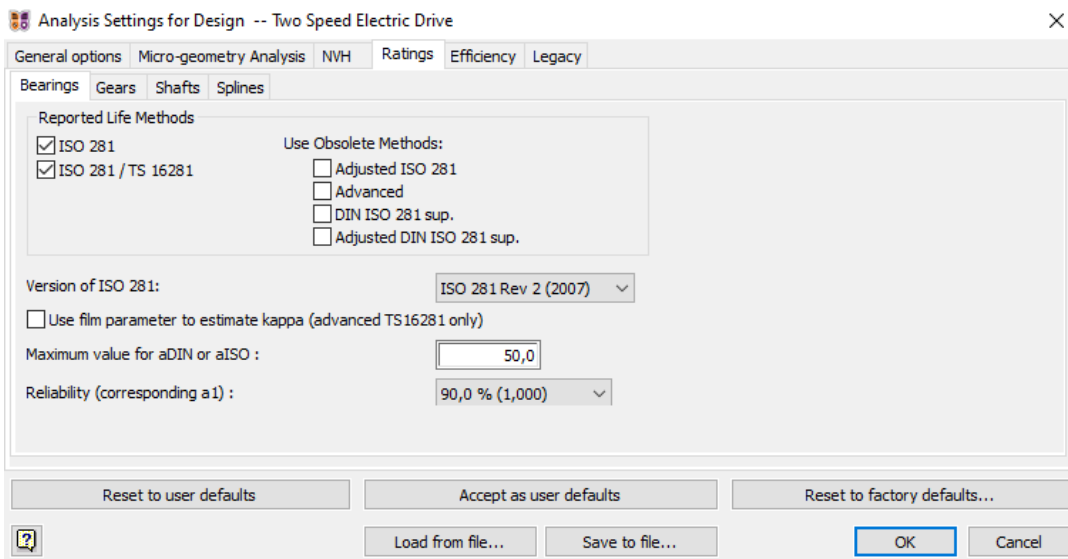 Analysis Settings for Design -- Two Speed Electric Drive
General options Micro-geometry Analysis NVH Ratings Efficiency Legacy
Bearings Gears Shafts Splines
Reported Life Methods
ISO 281 Use Obsolete Methods:
ISO 281 / TS 16281 Adjusted ISO 281
Advanced
DIN ISO 281 sup.
Adjusted DIN ISO 281 sup.
Version of ISO 281: ISO 281 Rev 2 (2007)
Use film parameter to estimate kappa (advanced TS16281 only)
Maximum value for aDIN or aISO : 50,0
Reliability (corresponding a1) : 90,0 % (1,000)
Reset to user defaults Accept as user defaults Reset to factory defaults...
? Load from file... Save to file... OK Cancel